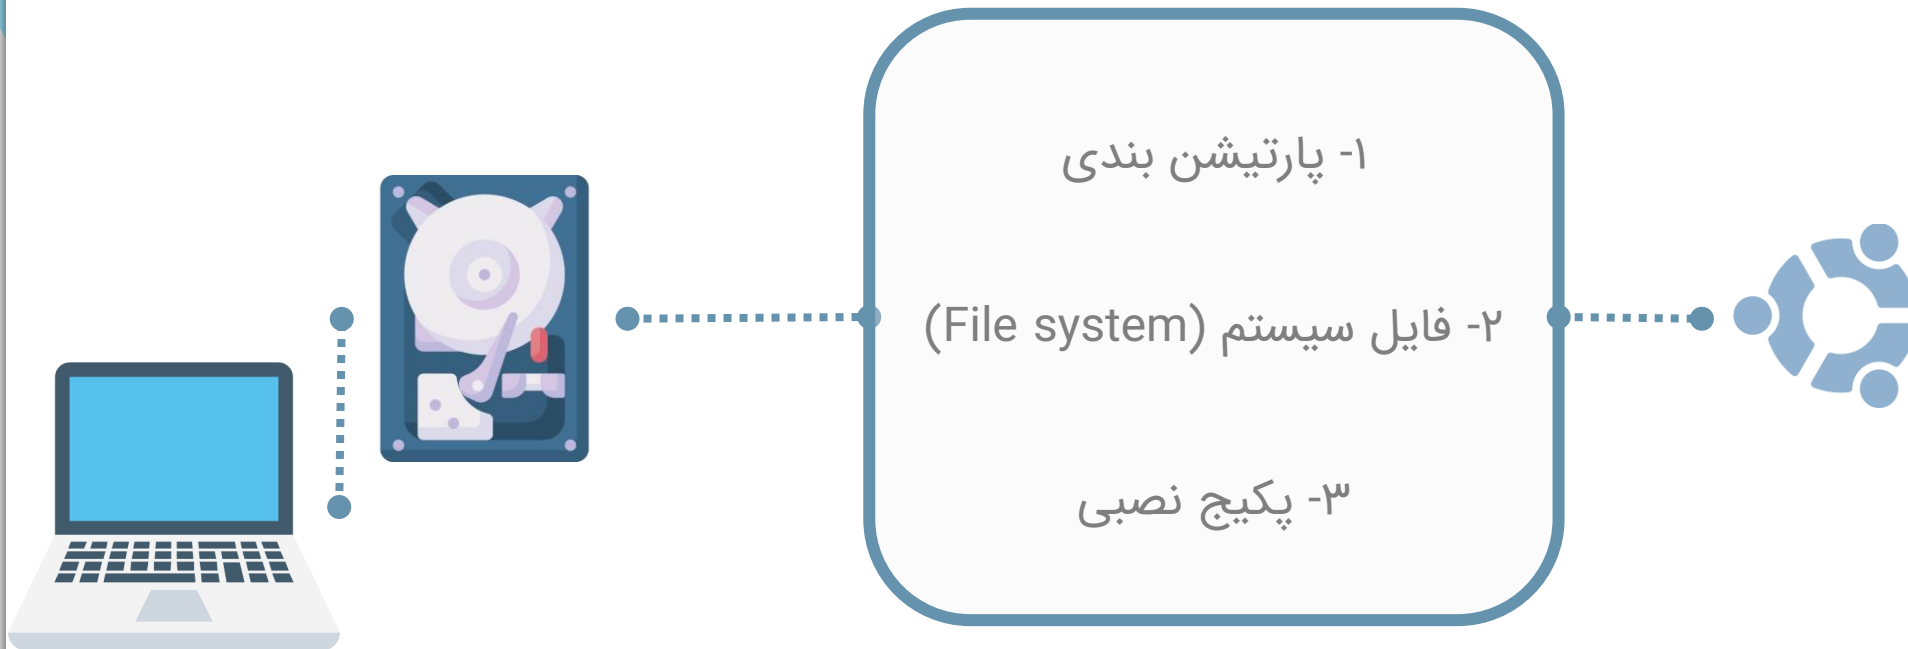 ۱- پارتیشن بندی
۲- فایل سیستم (File system)
۳- پکیج نصبی